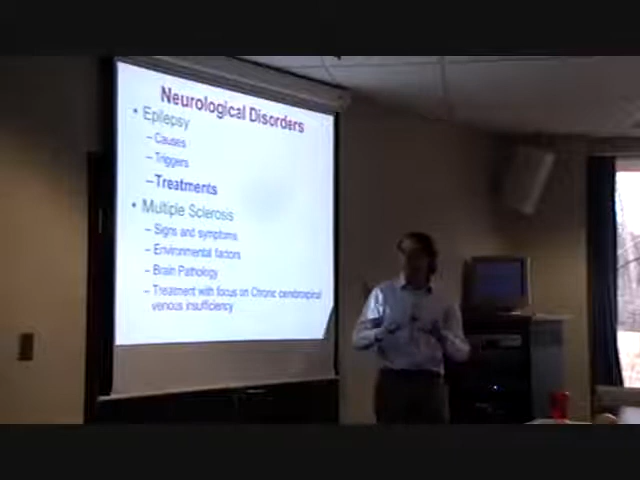 Neurological Disorders
• Epilepsy
– Causes
– Triggers
–Treatments
• Multiple Sclerosis
– Signs and symptoms
– Environmental factors
– Brain Pathology
– Treatment with focus on Chronic cerebrospinal
venous insufficiency